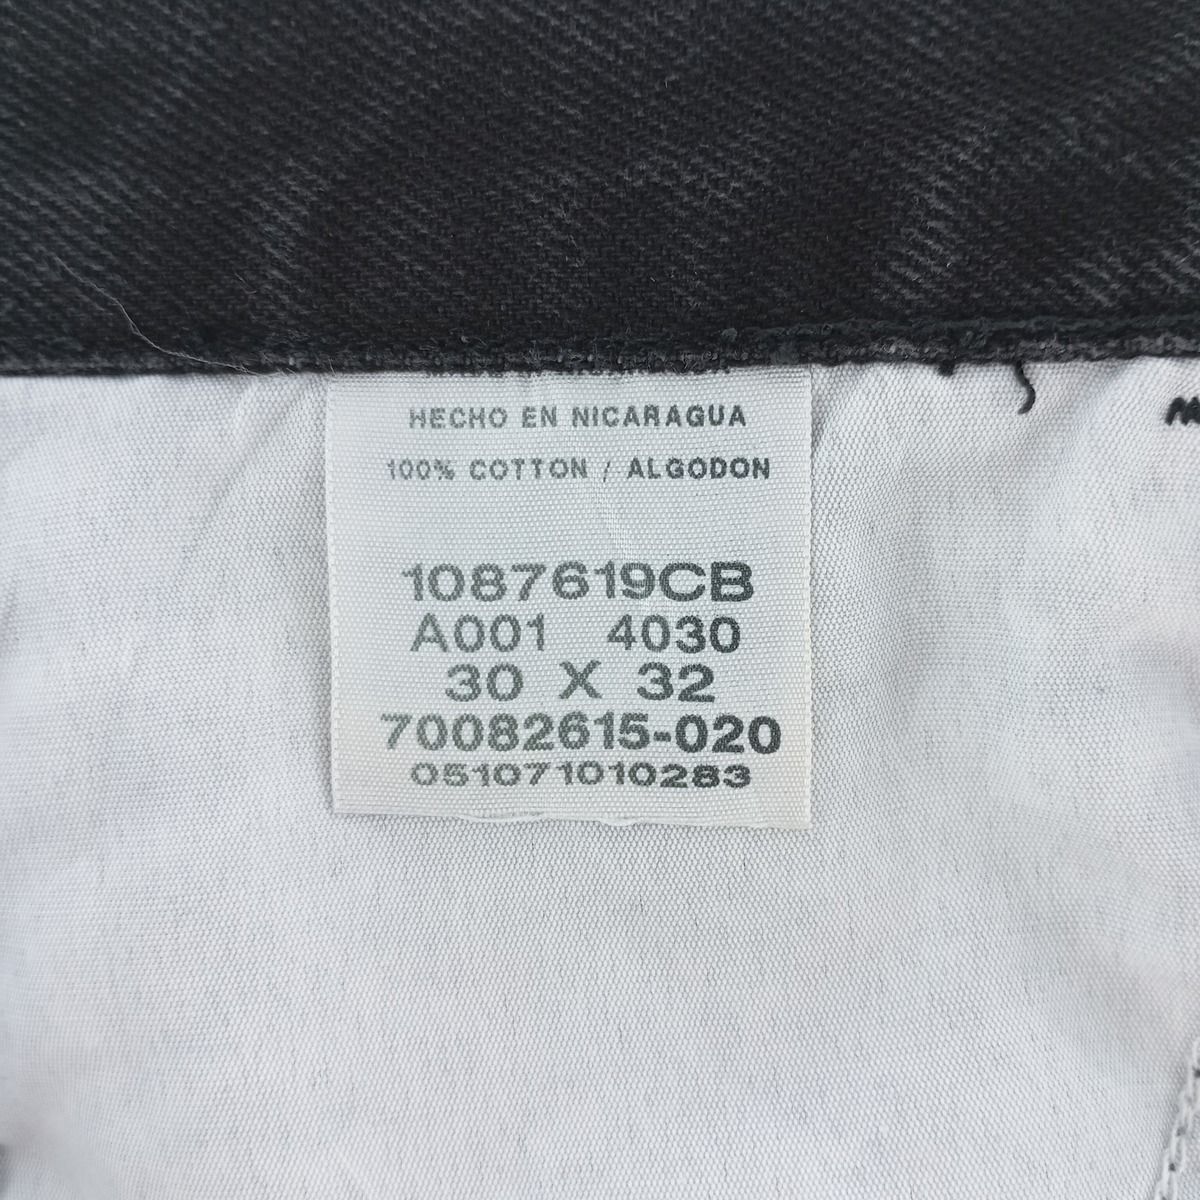 HECHO EN NICARAGUA
100% COTTON / ALGODON
1087619CB
A001 4030
30 X 32
70082615-020
051071010283